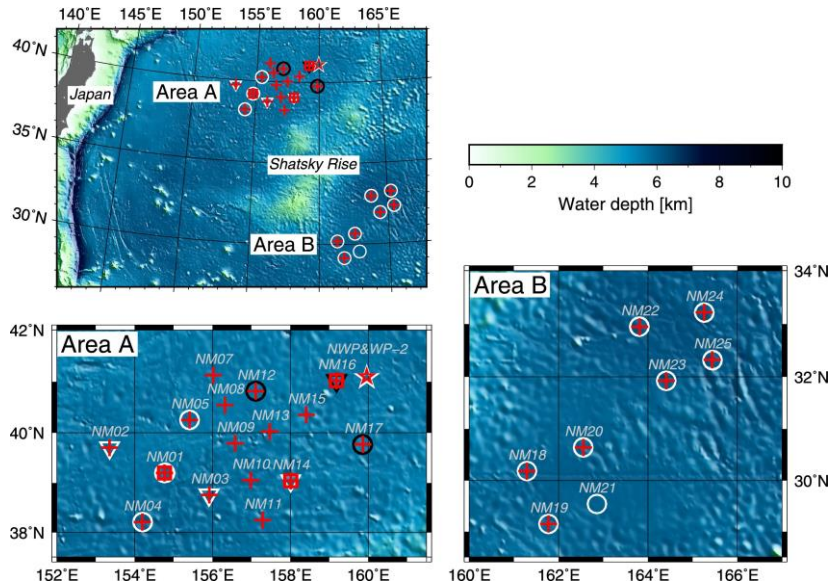 140°E 145°E 150°E 155°E 160°E 165°E
40°N
35°N
30°N
Japan
Area A
Shatsky Rise
Area B
0 2 4 6 8 10
Water depth [km]
Area A
42°N
40°N
38°N
152°E 154°E 156°E 158°E 160°E
NM07
NM12
NWP&WP-2
NM16
NM08
NM05
NM15
NM13
NM02
NM09
NM17
NM01
NM10
NM14
NM03
NM04
NM11
Area B
34°N
32°N
30°N
160°E 162°E 164°E 166°E
NM24
NM22
NM25
NM23
NM20
NM18
NM21
NM19